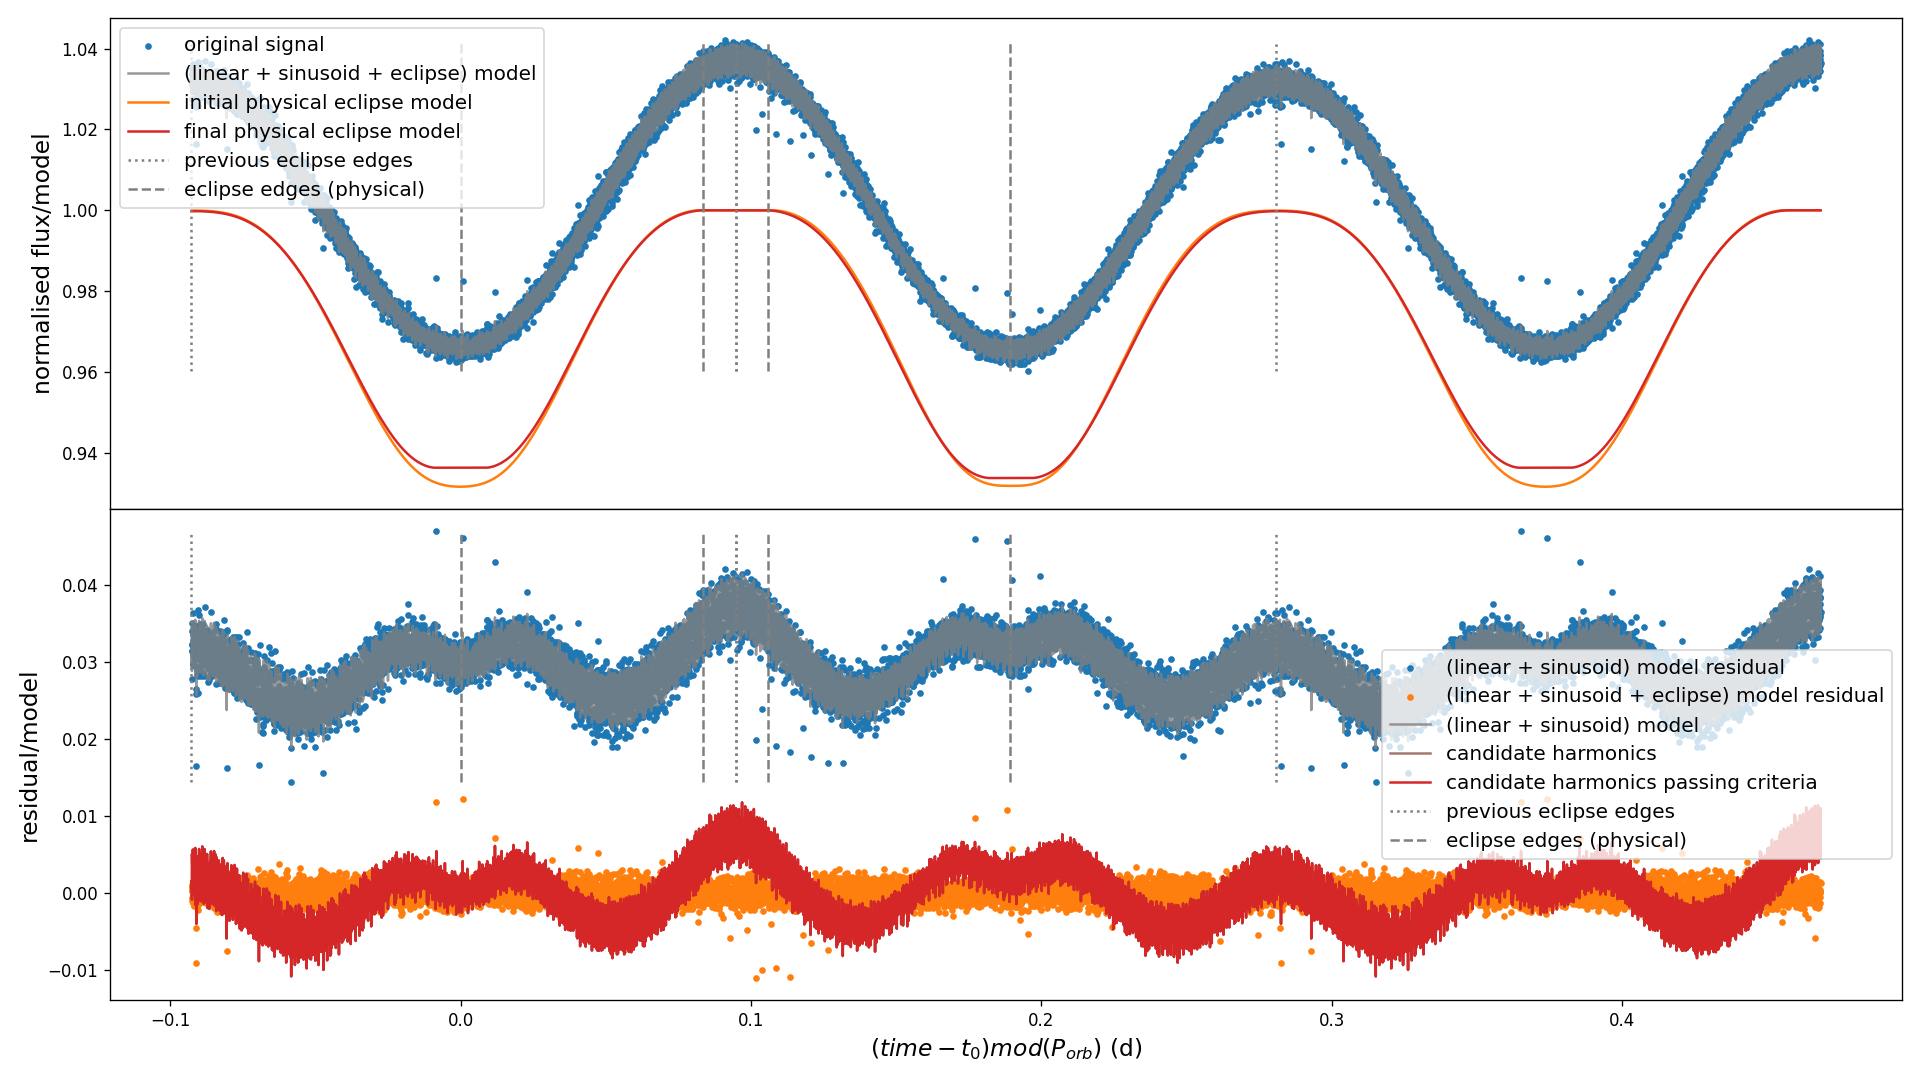 original signal
(linear + sinusoid + eclipse) model
initial physical eclipse model
final physical eclipse model
previous eclipse edges
eclipse edges (physical)
normalised flux/model
1.04
1.02
1.00
0.98
0.96
0.94
(linear + sinusoid) model residual
(linear + sinusoid + eclipse) model residual
(linear + sinusoid) model
candidate harmonics
candidate harmonics passing criteria
previous eclipse edges
eclipse edges (physical)
residual/model
0.04
0.03
0.02
0.01
0.00
−0.01
−0.1 0.0 0.1 0.2 0.3 0.4
(time − t₀)mod(Pₒᵣb) (d)